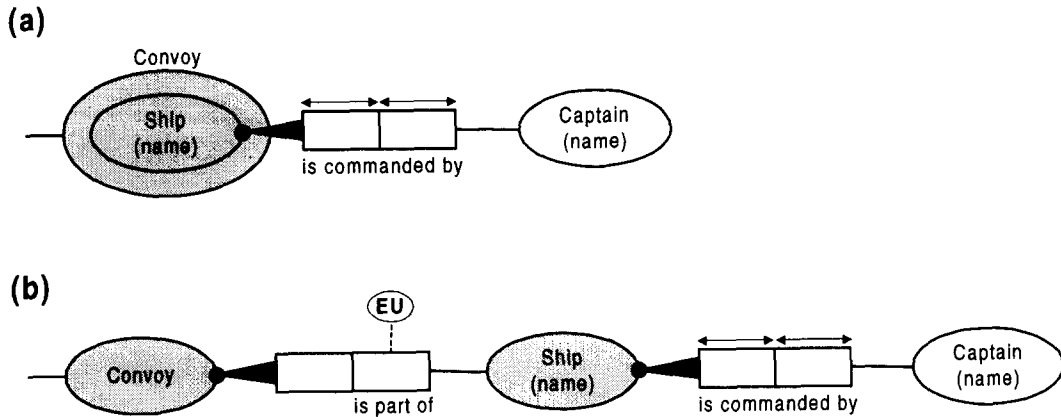 (a)
Convoy
Ship
(name)
is commanded by
Captain
(name)
(b)
Convoy
EU
is part of
Ship
(name)
is commanded by
Captain
(name)